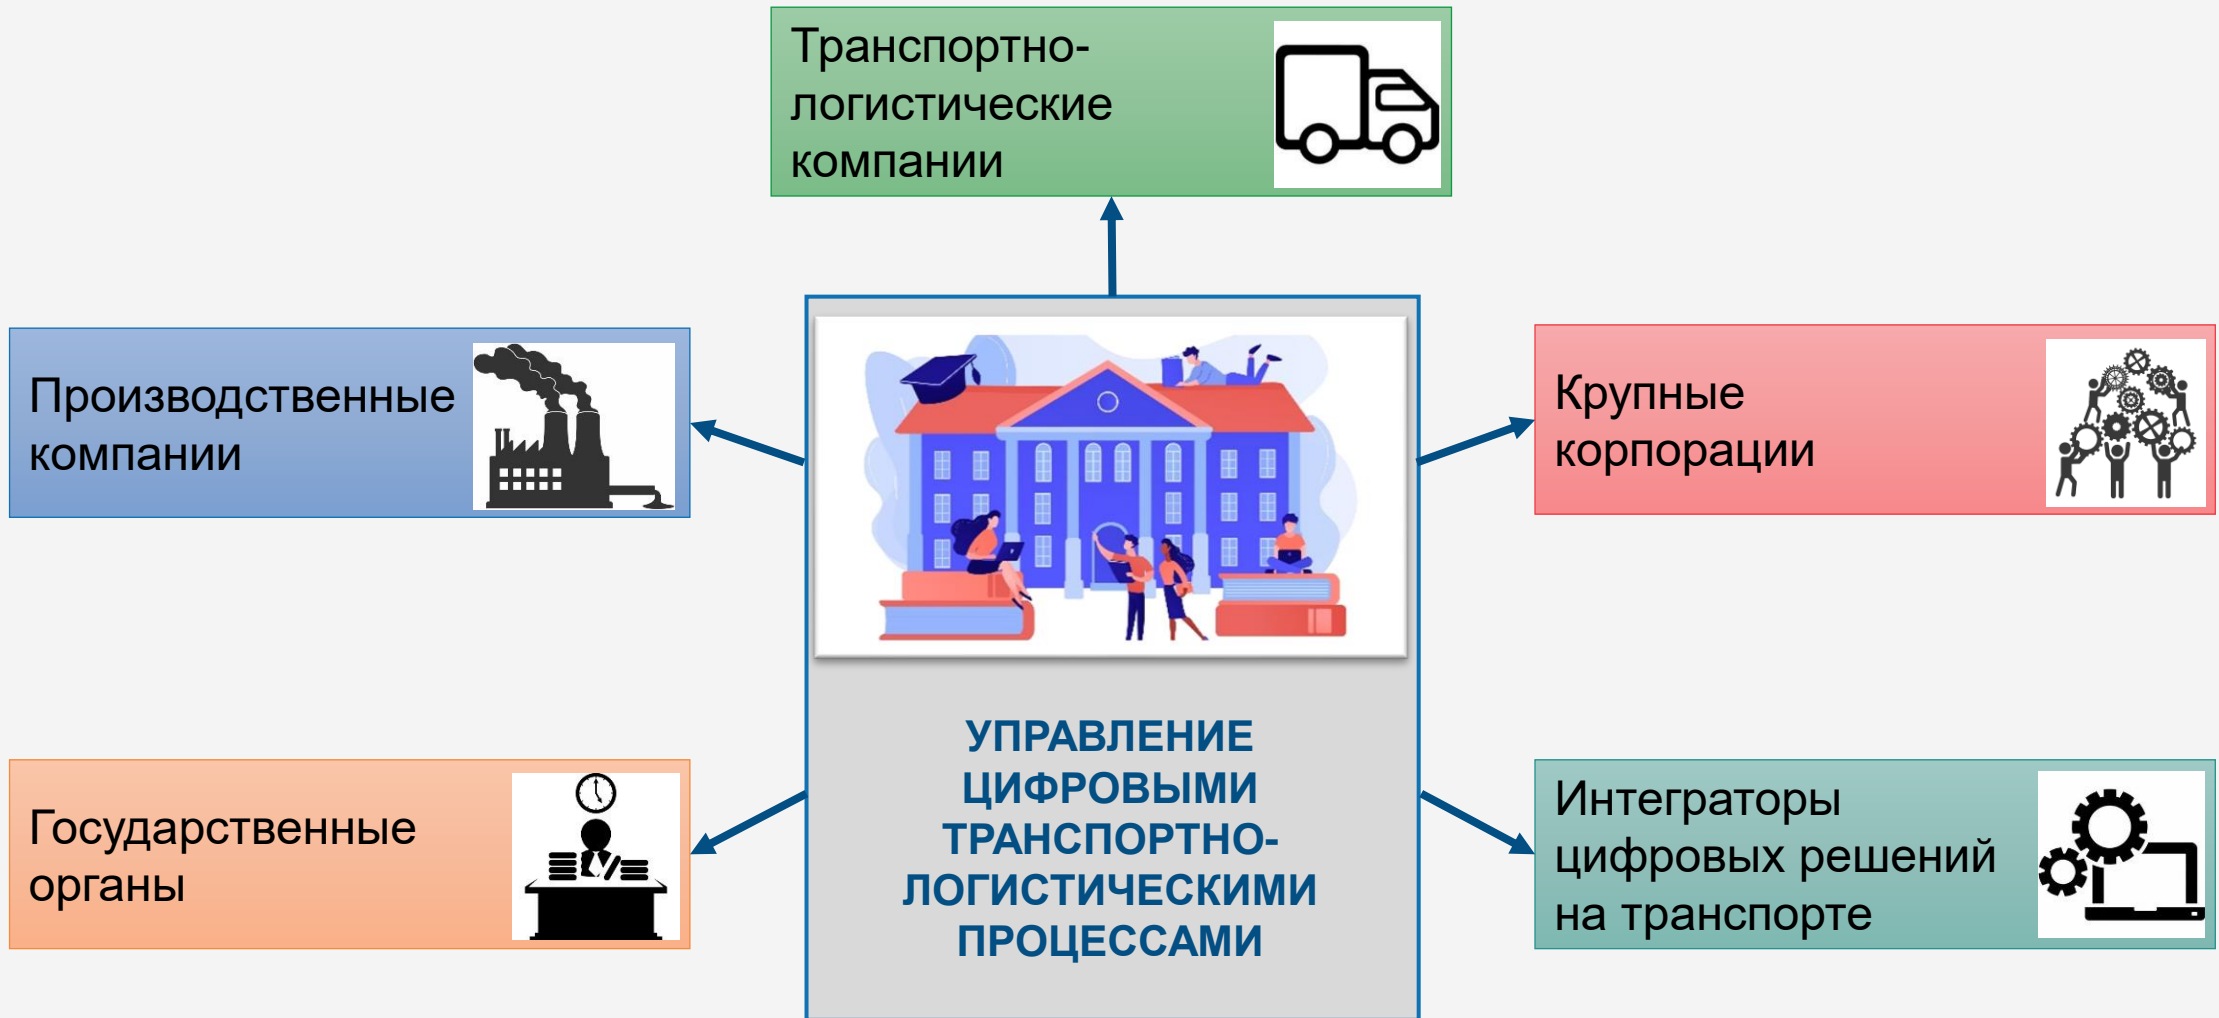 Транспортно-
логистические
компании
Производственные
компании
Крупные
корпорации
Государственные
органы
УПРАВЛЕНИЕ
ЦИФРОВЫМИ
ТРАНСПОРТНО-
ЛОГИСТИЧЕСКИМИ
ПРОЦЕССАМИ
Интеграторы
цифровых решений
на транспорте